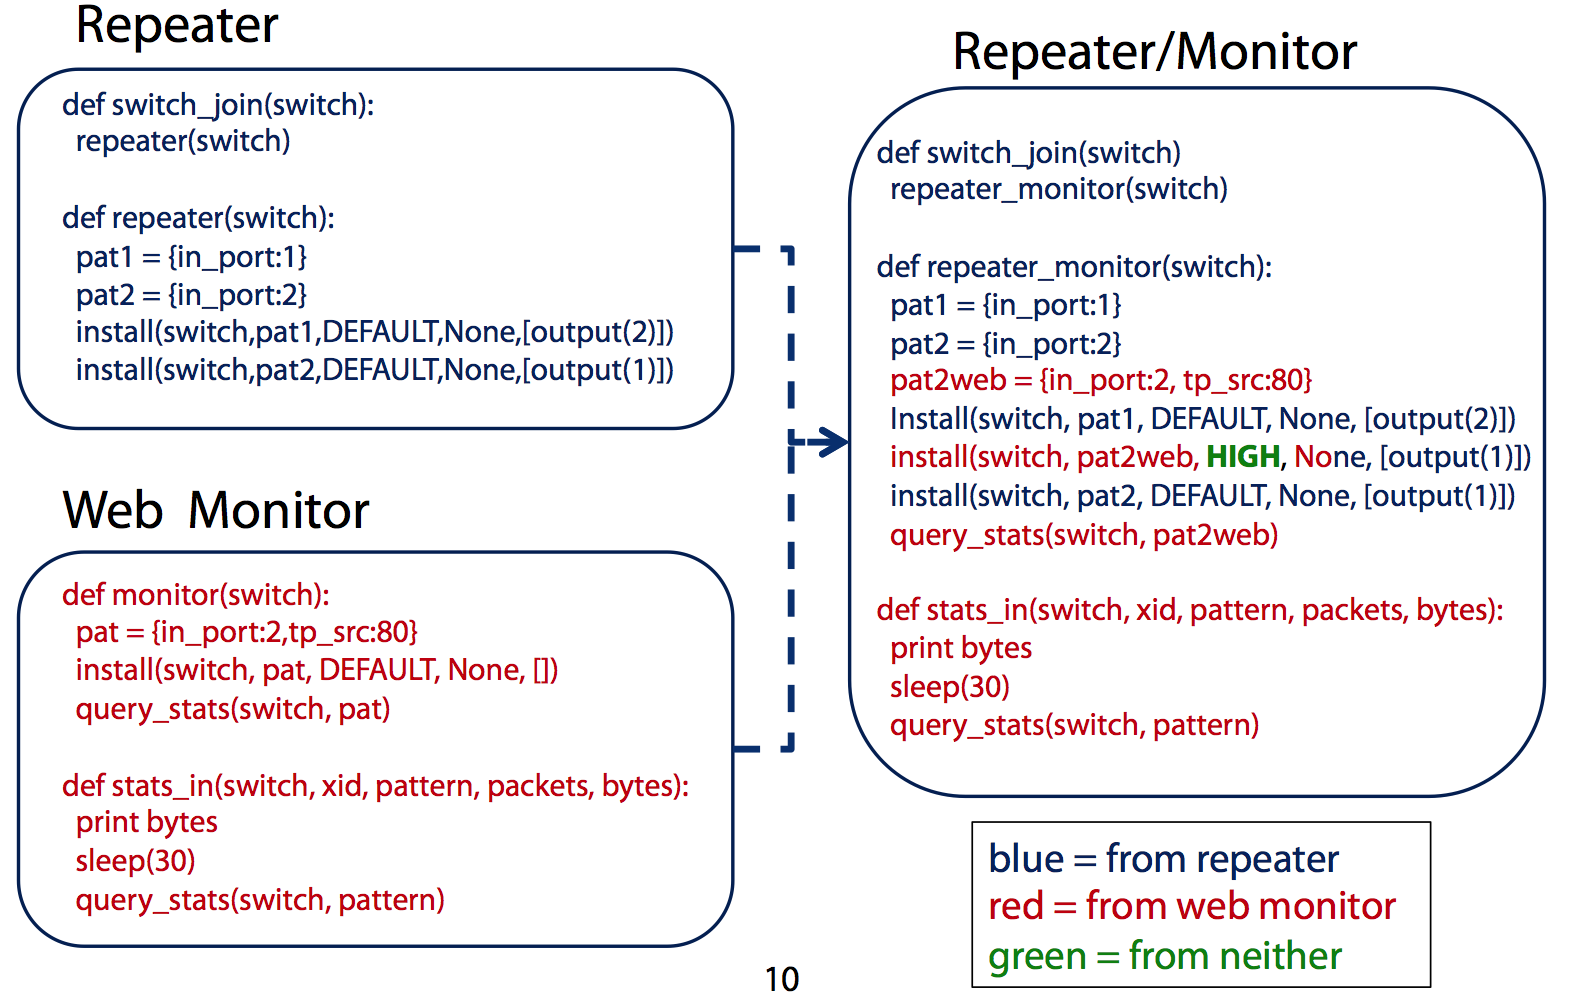 Repeater
def switch_join(switch):
repeater(switch)
def repeater(switch):
pat1 = {in_port:1}
pat2 = {in_port:2}
install(switch,pat1,DEFAULT,None,[output(2)])
install(switch,pat2,DEFAULT,None,[output(1)])
Web Monitor
def monitor(switch):
pat = {in_port:2,tp_src:80}
install(switch, pat, DEFAULT, None, [])
query_stats(switch, pat)
def stats_in(switch, xid, pattern, packets, bytes):
print bytes
sleep(30)
query_stats(switch, pattern)
Repeater/Monitor
def switch_join(switch)
repeater_monitor(switch)
def repeater_monitor(switch):
pat1 = {in_port:1}
pat2 = {in_port:2}
pat2web = {in_port:2, tp_src:80}
Install(switch, pat1, DEFAULT, None, [output(2)])
install(switch, pat2web, HIGH, None, [output(1)])
install(switch, pat2, DEFAULT, None, [output(1)])
query_stats(switch, pat2web)
def stats_in(switch, xid, pattern, packets, bytes):
print bytes
sleep(30)
query_stats(switch, pattern)
blue = from repeater
red = from web monitor
green = from neither
10